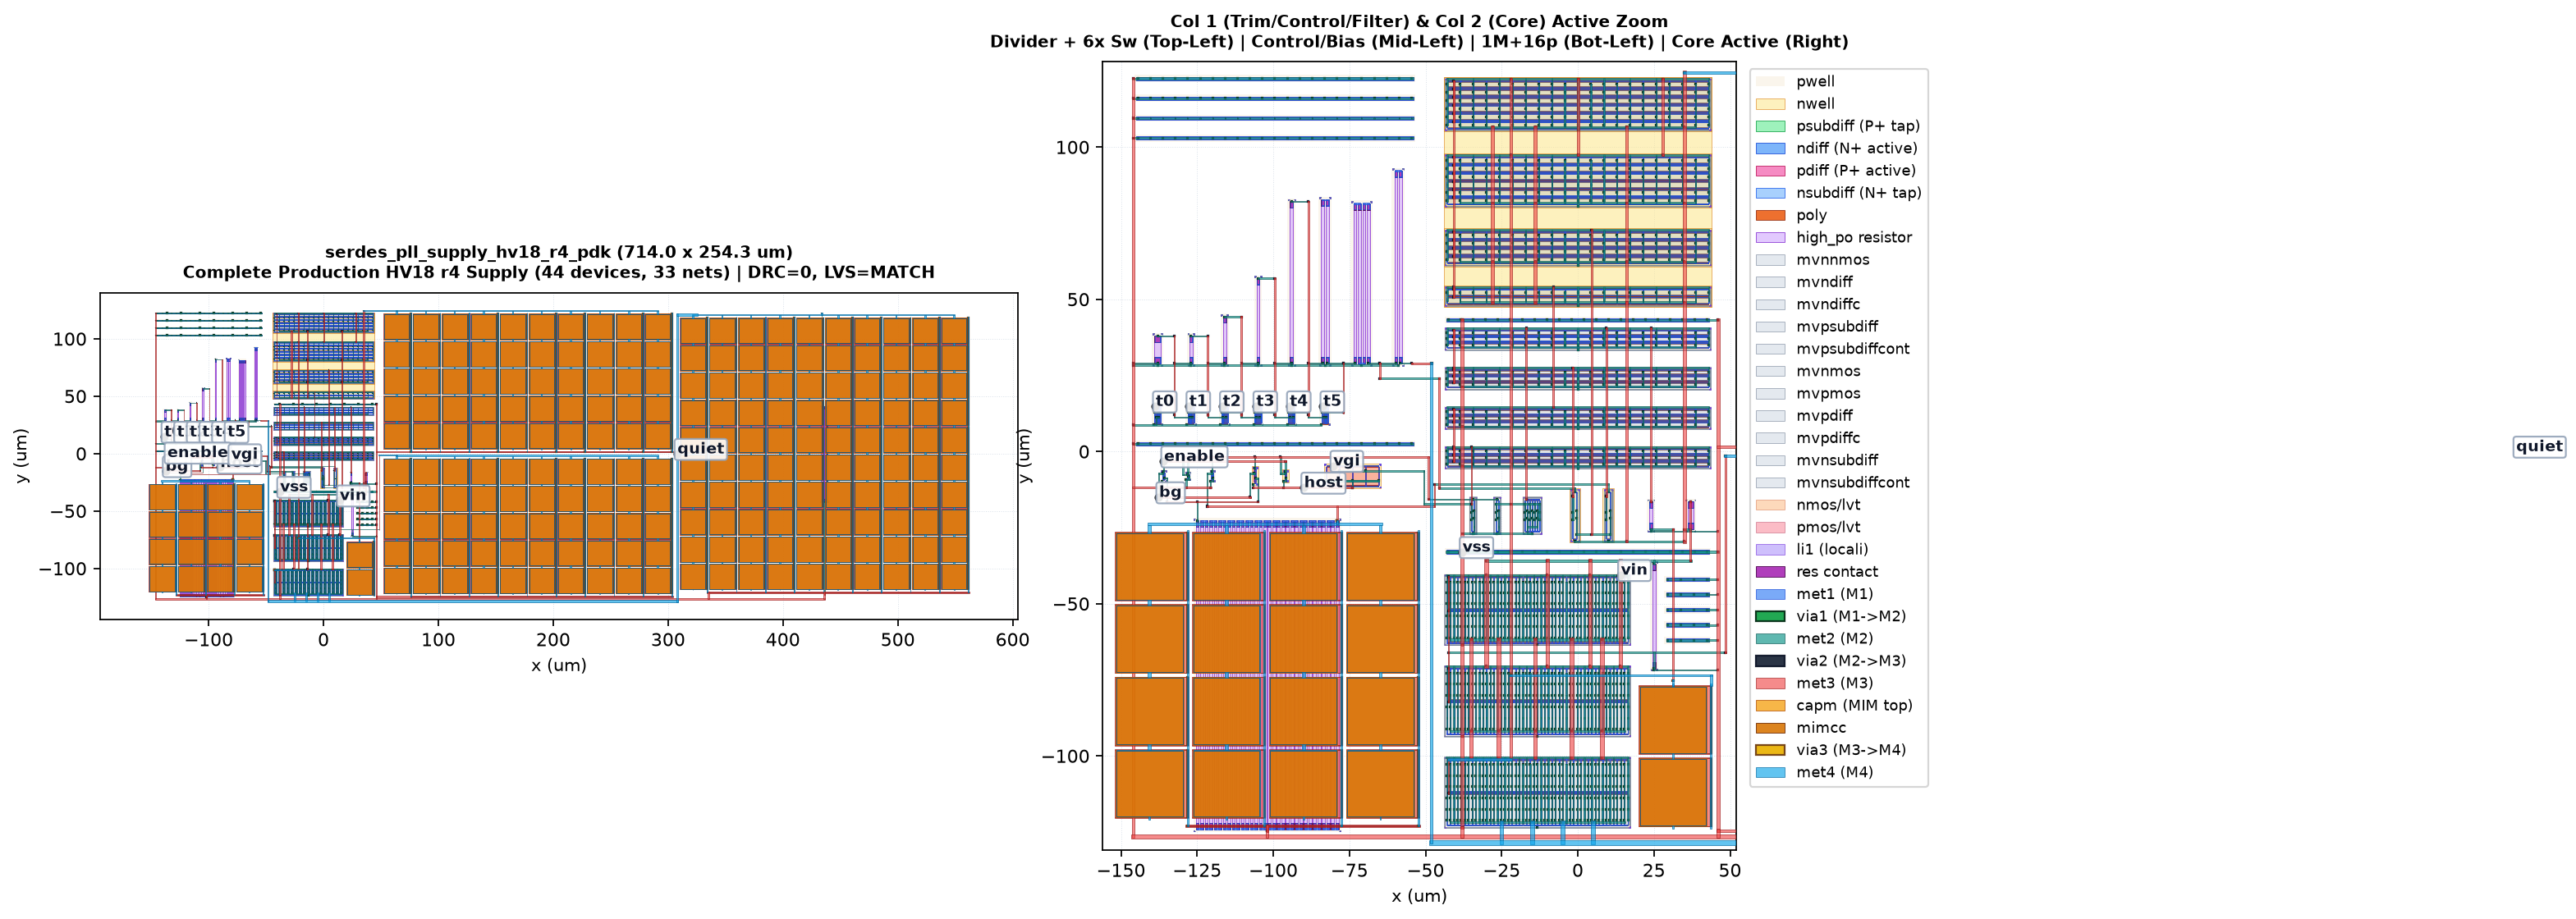 serdes_pll_supply_hv18_r4_pdk (714.0 x 254.3 um)
Complete Production HV18 r4 Supply (44 devices, 33 nets) | DRC=0, LVS=MATCH
y (um)
100
50
0
−50
−100
t
t
t
t
t
t5
enable
vgi
bg
vss
vin
quiet
−100
0
100
200
300
400
500
600
x (um)
Col 1 (Trim/Control/Filter) & Col 2 (Core) Active Zoom
Divider + 6x Sw (Top-Left) | Control/Bias (Mid-Left) | 1M+16p (Bot-Left) | Core Active (Right)
y (um)
100
50
0
−50
−100
t0
t1
t2
t3
t4
t5
enable
vgi
host
bg
vss
vin
−150
−125
−100
−75
−50
−25
0
25
50
x (um)
pwell
nwell
psubdiff (P+ tap)
ndiff (N+ active)
pdiff (P+ active)
nsubdiff (N+ tap)
poly
high_po resistor
mvnnmos
mvndiff
mvndiffc
mvpsubdiff
mvpsubdiffcont
mvnmos
mvpmos
mvpdiff
mvpdiffc
mvnsubdiff
mvnsubdiffcont
nmos/lvt
pmos/lvt
li1 (locali)
res contact
met1 (M1)
via1 (M1->M2)
met2 (M2)
via2 (M2->M3)
met3 (M3)
capm (MIM top)
mimcc
via3 (M3->M4)
met4 (M4)
quiet